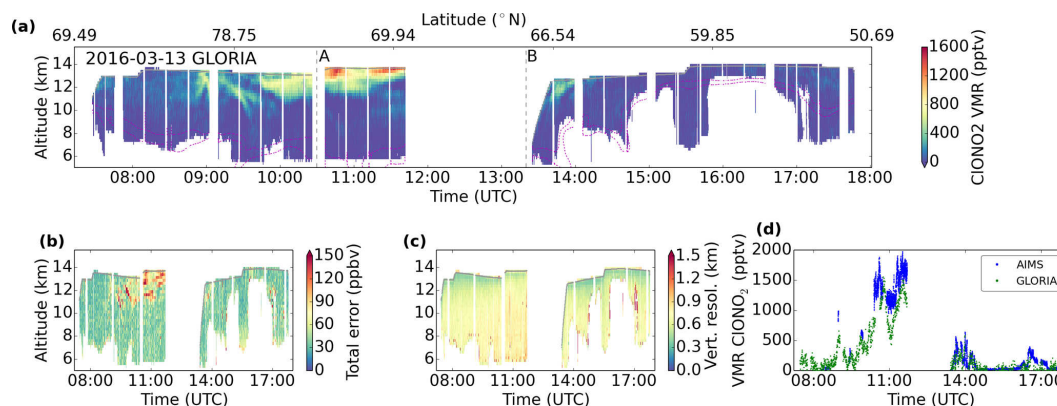 Latitude (°N)
(a)
69.49 78.75 69.94 66.54 59.85 50.69
2016-03-13 GLORIA A B
14
12
10
8
6
Altitude (km)
08:00 09:00 10:00 11:00 12:00 13:00 14:00 15:00 16:00 17:00 18:00
Time (UTC)
1600
1200
800
400
0
ClONO2 VMR (pptv)
(b)
14
12
10
8
6
Altitude (km)
08:00 11:00 14:00 17:00
Time (UTC)
150
120
90
60
30
0
Total error (ppbv)
(c)
14
12
10
8
6
Altitude (km)
08:00 11:00 14:00 17:00
Time (UTC)
1.5
1.2
0.9
0.6
0.3
0.0
Vert. resol. (km)
(d)
2000
1500
1000
500
0
VMR ClONO₂ (pptv)
AIMS
GLORIA
08:00 11:00 14:00 17:00
Time (UTC)